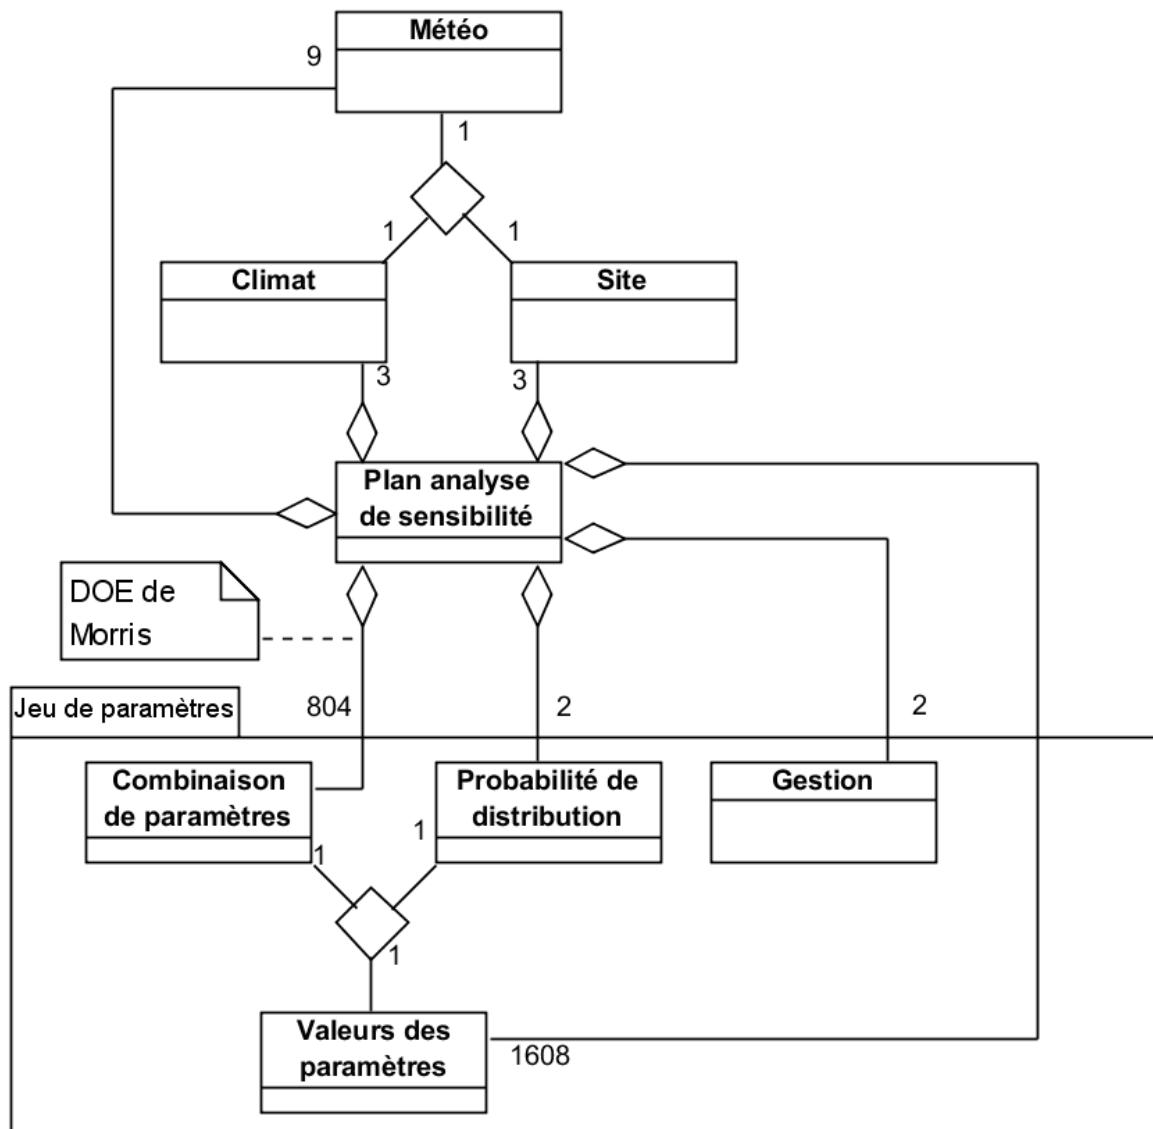 Météo
9
1
1
1
Climat
Site
3
3
Plan analyse
de sensibilité
DOE de
Morris
Jeu de paramètres
804
2
2
Combinaison
de paramètres
Probabilité de
distribution
Gestion
1
1
1
Valeurs des
paramètres
1608